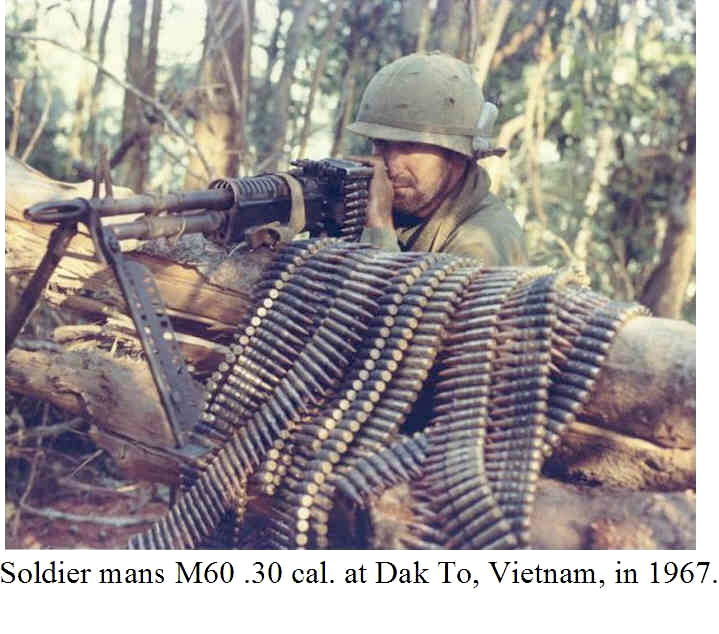 Soldier mans M60 .30 cal. at Dak To, Vietnam, in 1967.